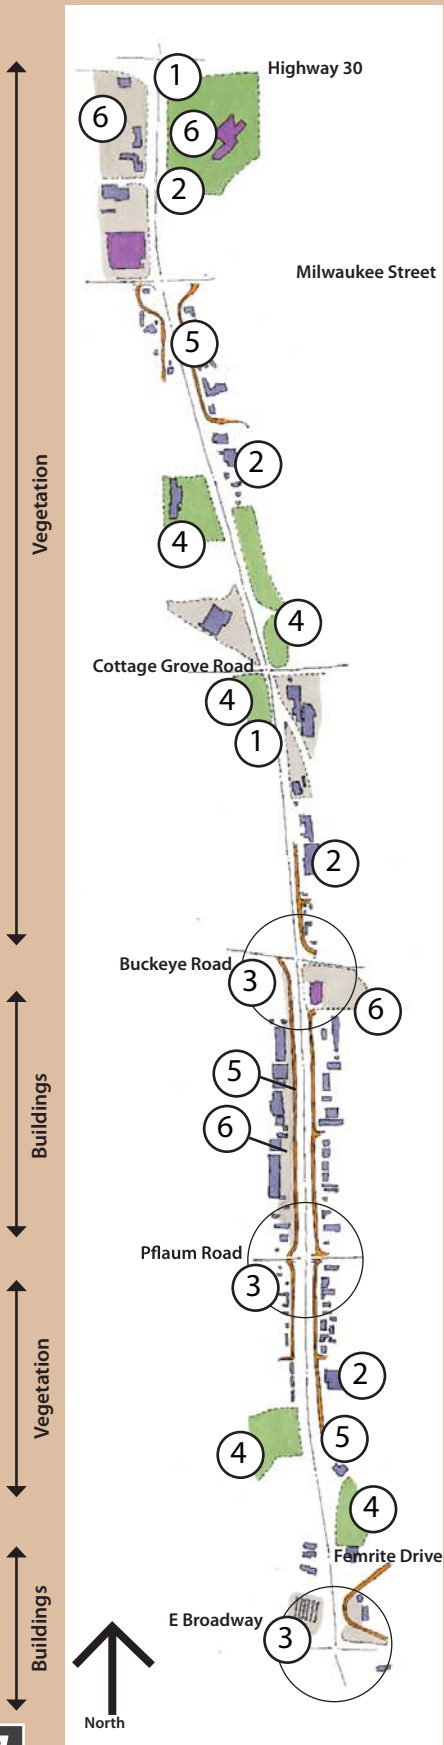 Highway 30
1
6
6
2
Milwaukee Street
5
2
Vegetation
4
4
Cottage Grove Road
4
1
2
Buckeye Road
3
6
5
Buildings
6
Pflaum Road
3
Vegetation
2
5
4
4
Femrite Drive
E Broadway
3
Buildings
North